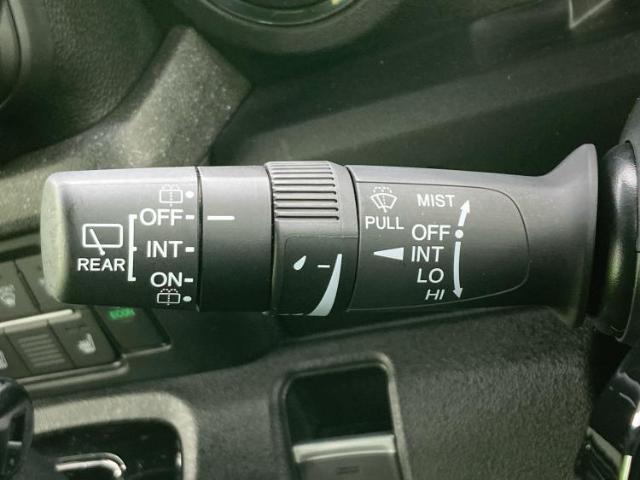 OFF
INT
ON
REAR
PULL
MIST
OFF
INT
LO
HI
ECON